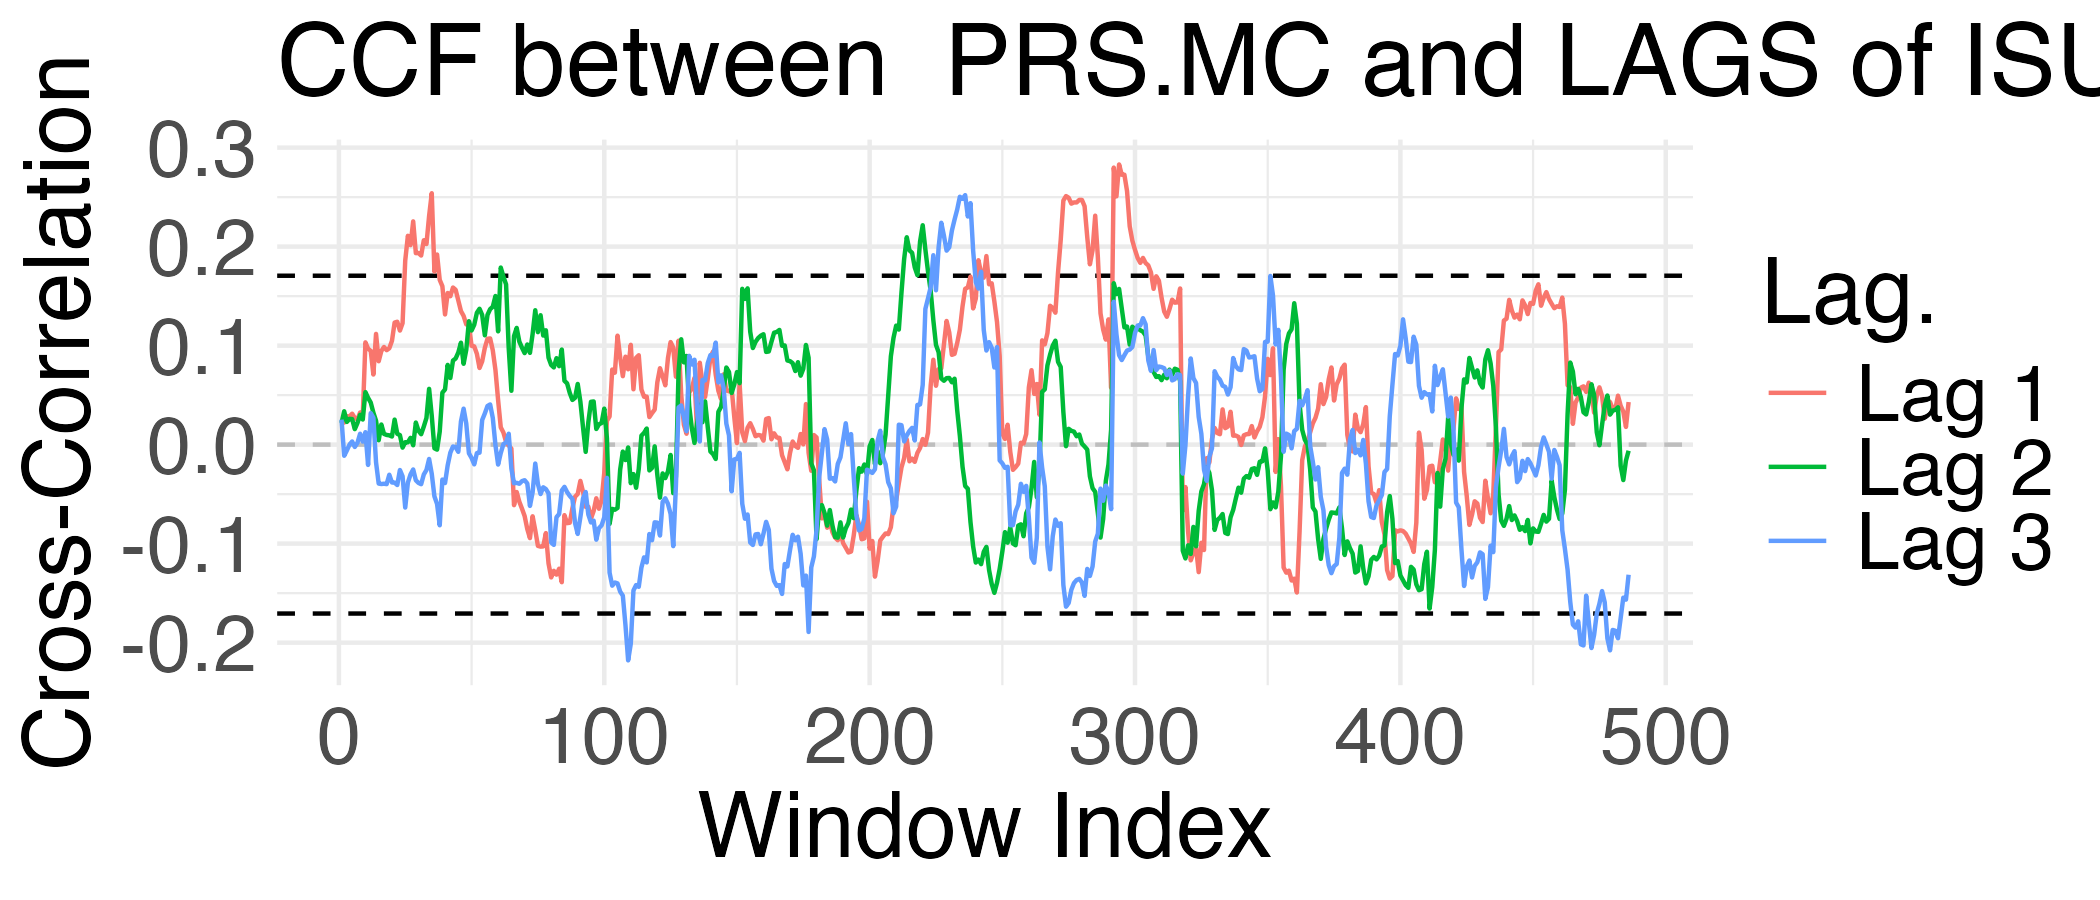 CCF between  PRS.MC and LAGS of ISU
Cross-Correlation
0.3
0.2
0.1
0.0
-0.1
-0.2
0
100
200
300
400
500
Window Index
Lag.
Lag 1
Lag 2
Lag 3